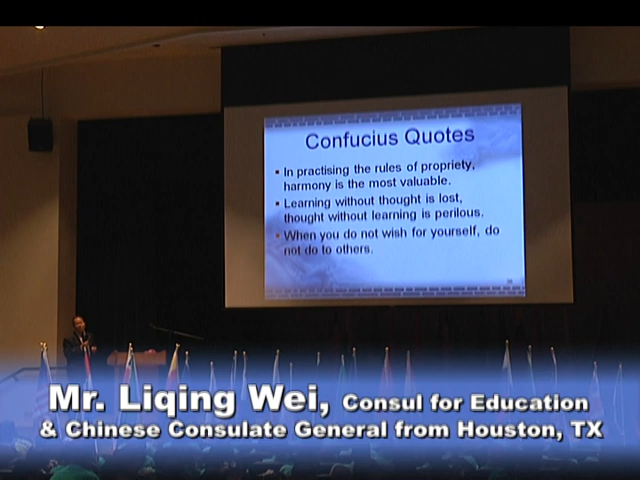 Confucius Quotes
▪ In practising the rules of propriety,
harmony is the most valuable.
▪ Learning without thought is lost,
thought without learning is perilous.
▪ When you do not wish for yourself, do
not do to others.
Mr. Liqing Wei, Consul for Education
& Chinese Consulate General from Houston, TX